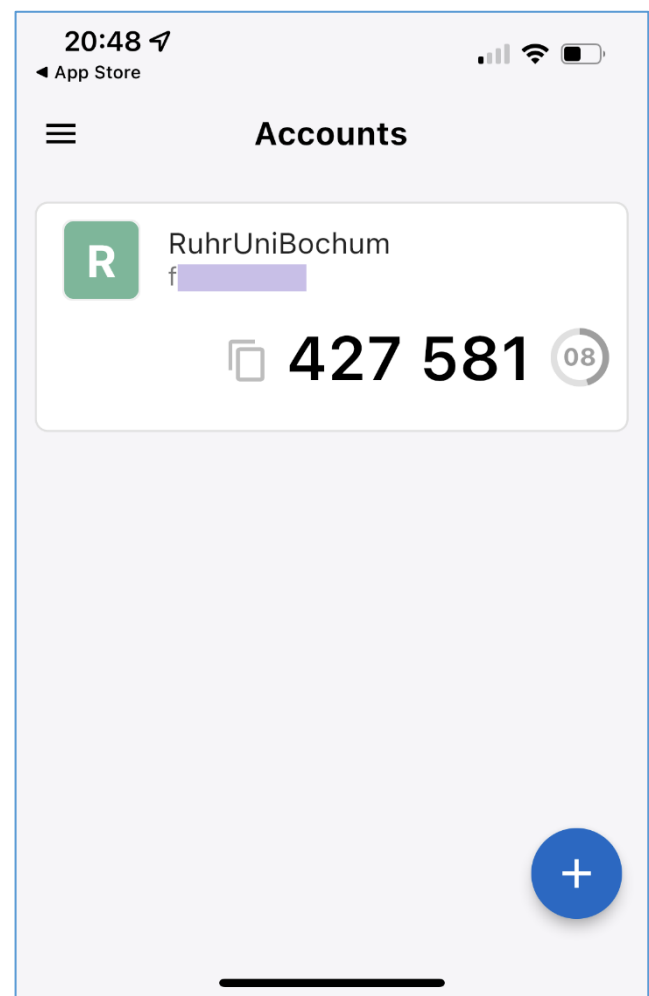 20:48
◀ App Store
Accounts
R
RuhrUniBochum
f
427 581
08
+